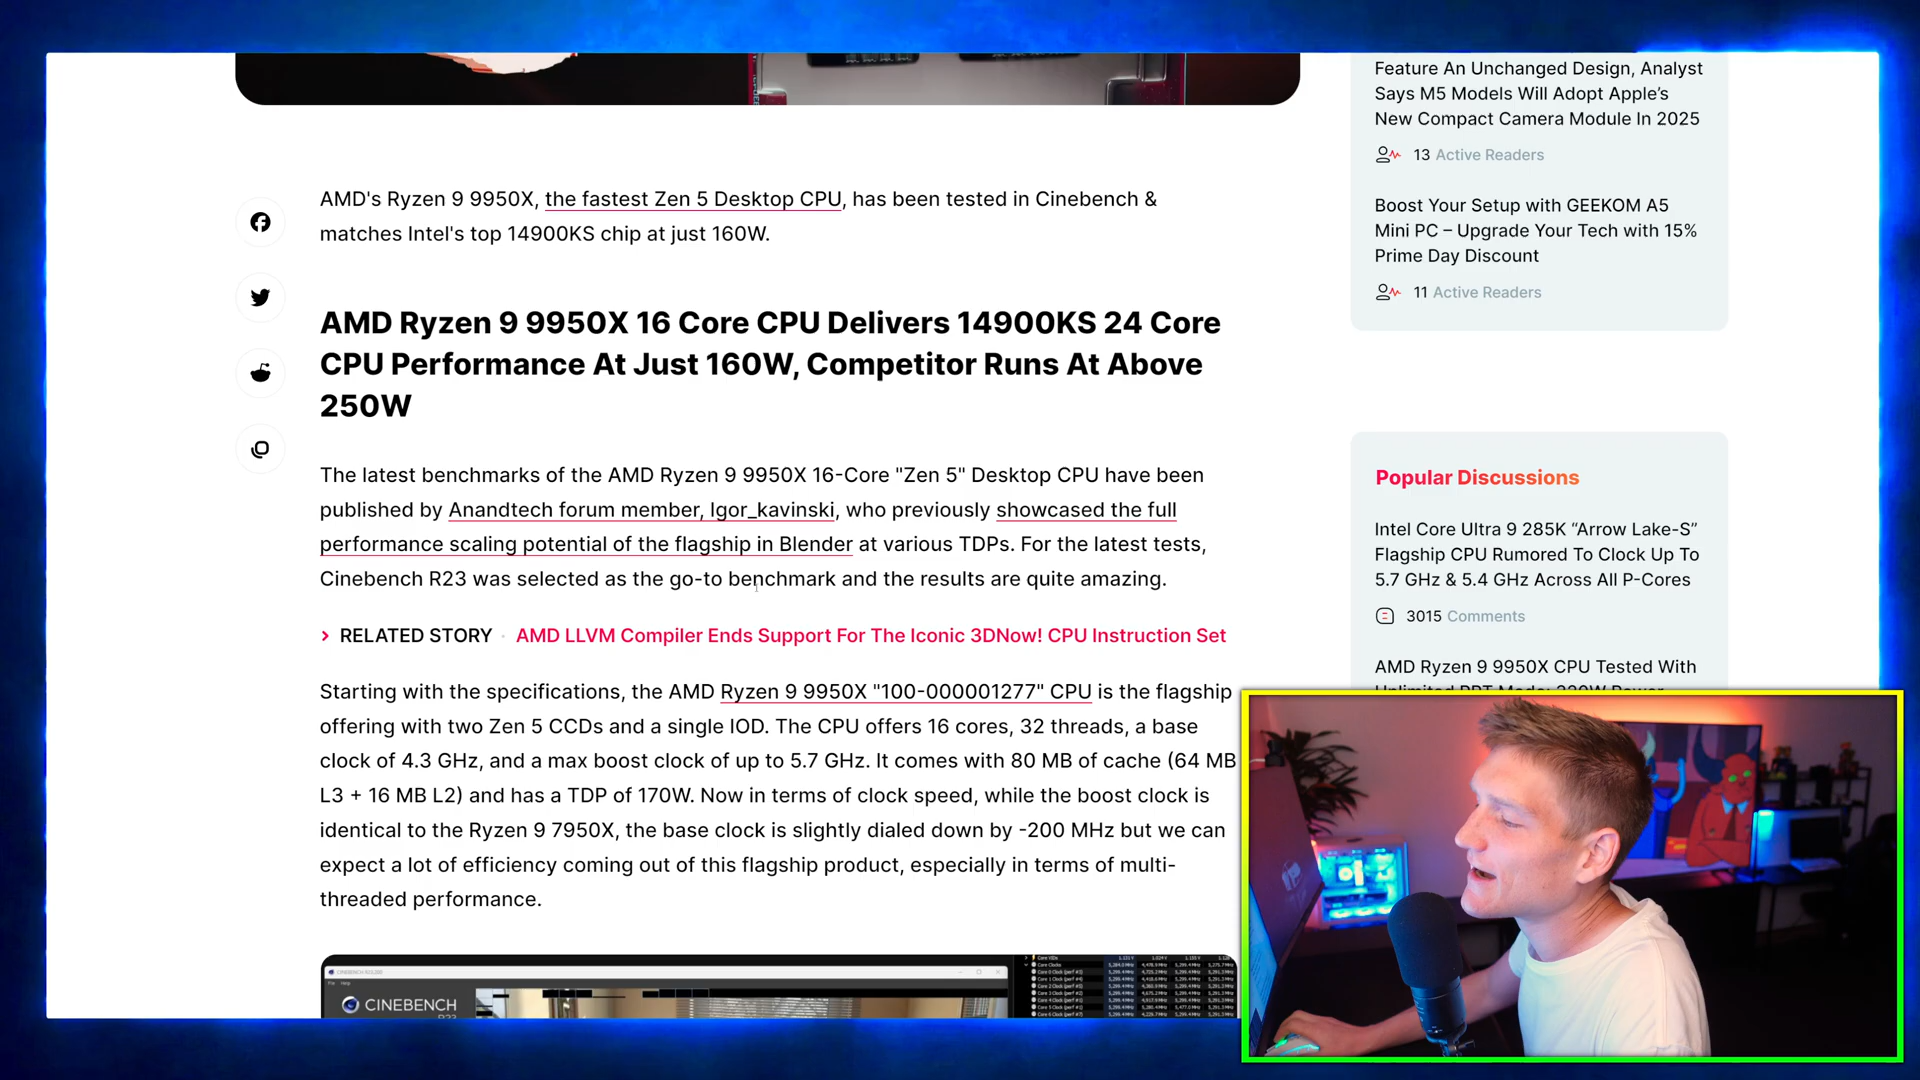 AMD's Ryzen 9 9950X, the fastest Zen 5 Desktop CPU, has been tested in Cinebench &
matches Intel's top 14900KS chip at just 160W.
AMD Ryzen 9 9950X 16 Core CPU Delivers 14900KS 24 Core
CPU Performance At Just 160W, Competitor Runs At Above
250W
The latest benchmarks of the AMD Ryzen 9 9950X 16-Core "Zen 5" Desktop CPU have been
published by Anandtech forum member, Igor_kavinski, who previously showcased the full
performance scaling potential of the flagship in Blender at various TDPs. For the latest tests,
Cinebench R23 was selected as the go-to benchmark and the results are quite amazing.
RELATED STORY · AMD LLVM Compiler Ends Support For The Iconic 3DNow! CPU Instruction Set
Starting with the specifications, the AMD Ryzen 9 9950X "100-000001277" CPU is the flagship
offering with two Zen 5 CCDs and a single IOD. The CPU offers 16 cores, 32 threads, a base
clock of 4.3 GHz, and a max boost clock of up to 5.7 GHz. It comes with 80 MB of cache (64 MB
L3 + 16 MB L2) and has a TDP of 170W. Now in terms of clock speed, while the boost clock is
identical to the Ryzen 9 7950X, the base clock is slightly dialed down by -200 MHz but we can
expect a lot of efficiency coming out of this flagship product, especially in terms of multi-
threaded performance.
CINEBENCH
Feature An Unchanged Design, Analyst
Says M5 Models Will Adopt Apple's
New Compact Camera Module In 2025
13 Active Readers
Boost Your Setup with GEEKOM A5
Mini PC – Upgrade Your Tech with 15%
Prime Day Discount
11 Active Readers
Popular Discussions
Intel Core Ultra 9 285K “Arrow Lake-S”
Flagship CPU Rumored To Clock Up To
5.7 GHz & 5.4 GHz Across All P-Cores
3015 Comments
AMD Ryzen 9 9950X CPU Tested With